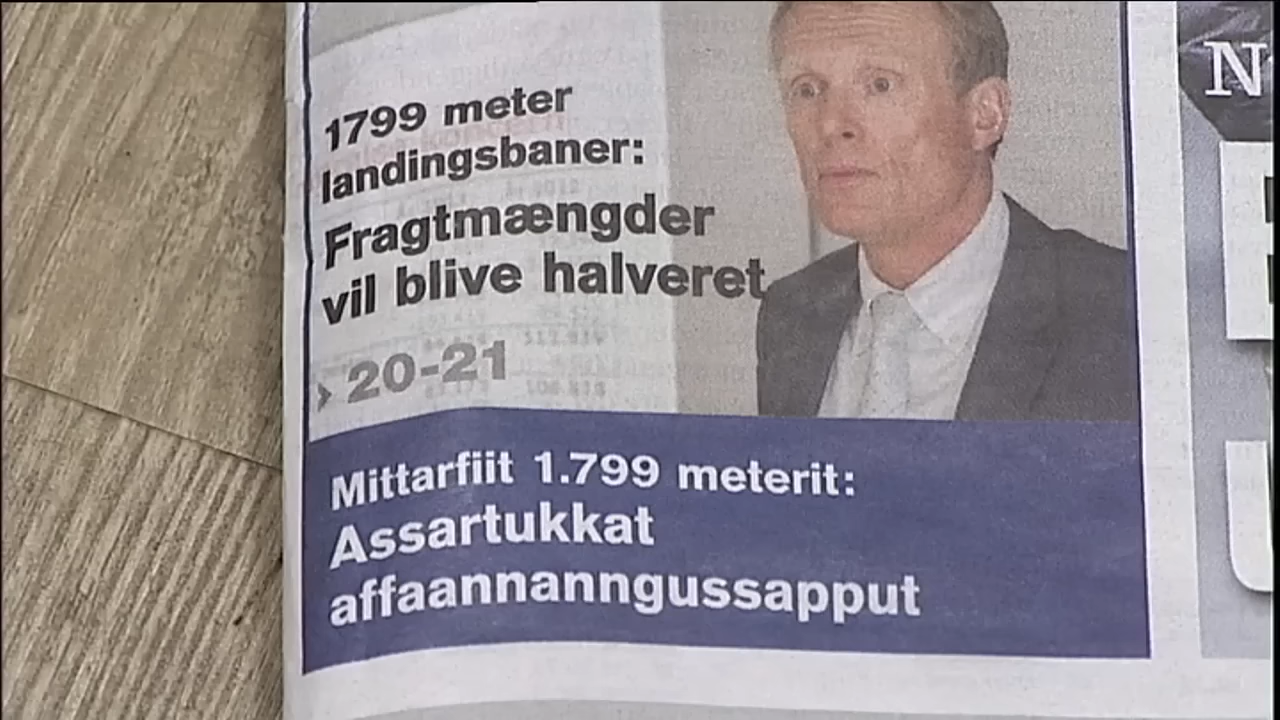 1799 meter
landingsbaner:
Fragtmængder
vil blive halveret
› 20-21
Mittarfiit 1.799 meterit:
Assartukkat
affaannanngussapput
N